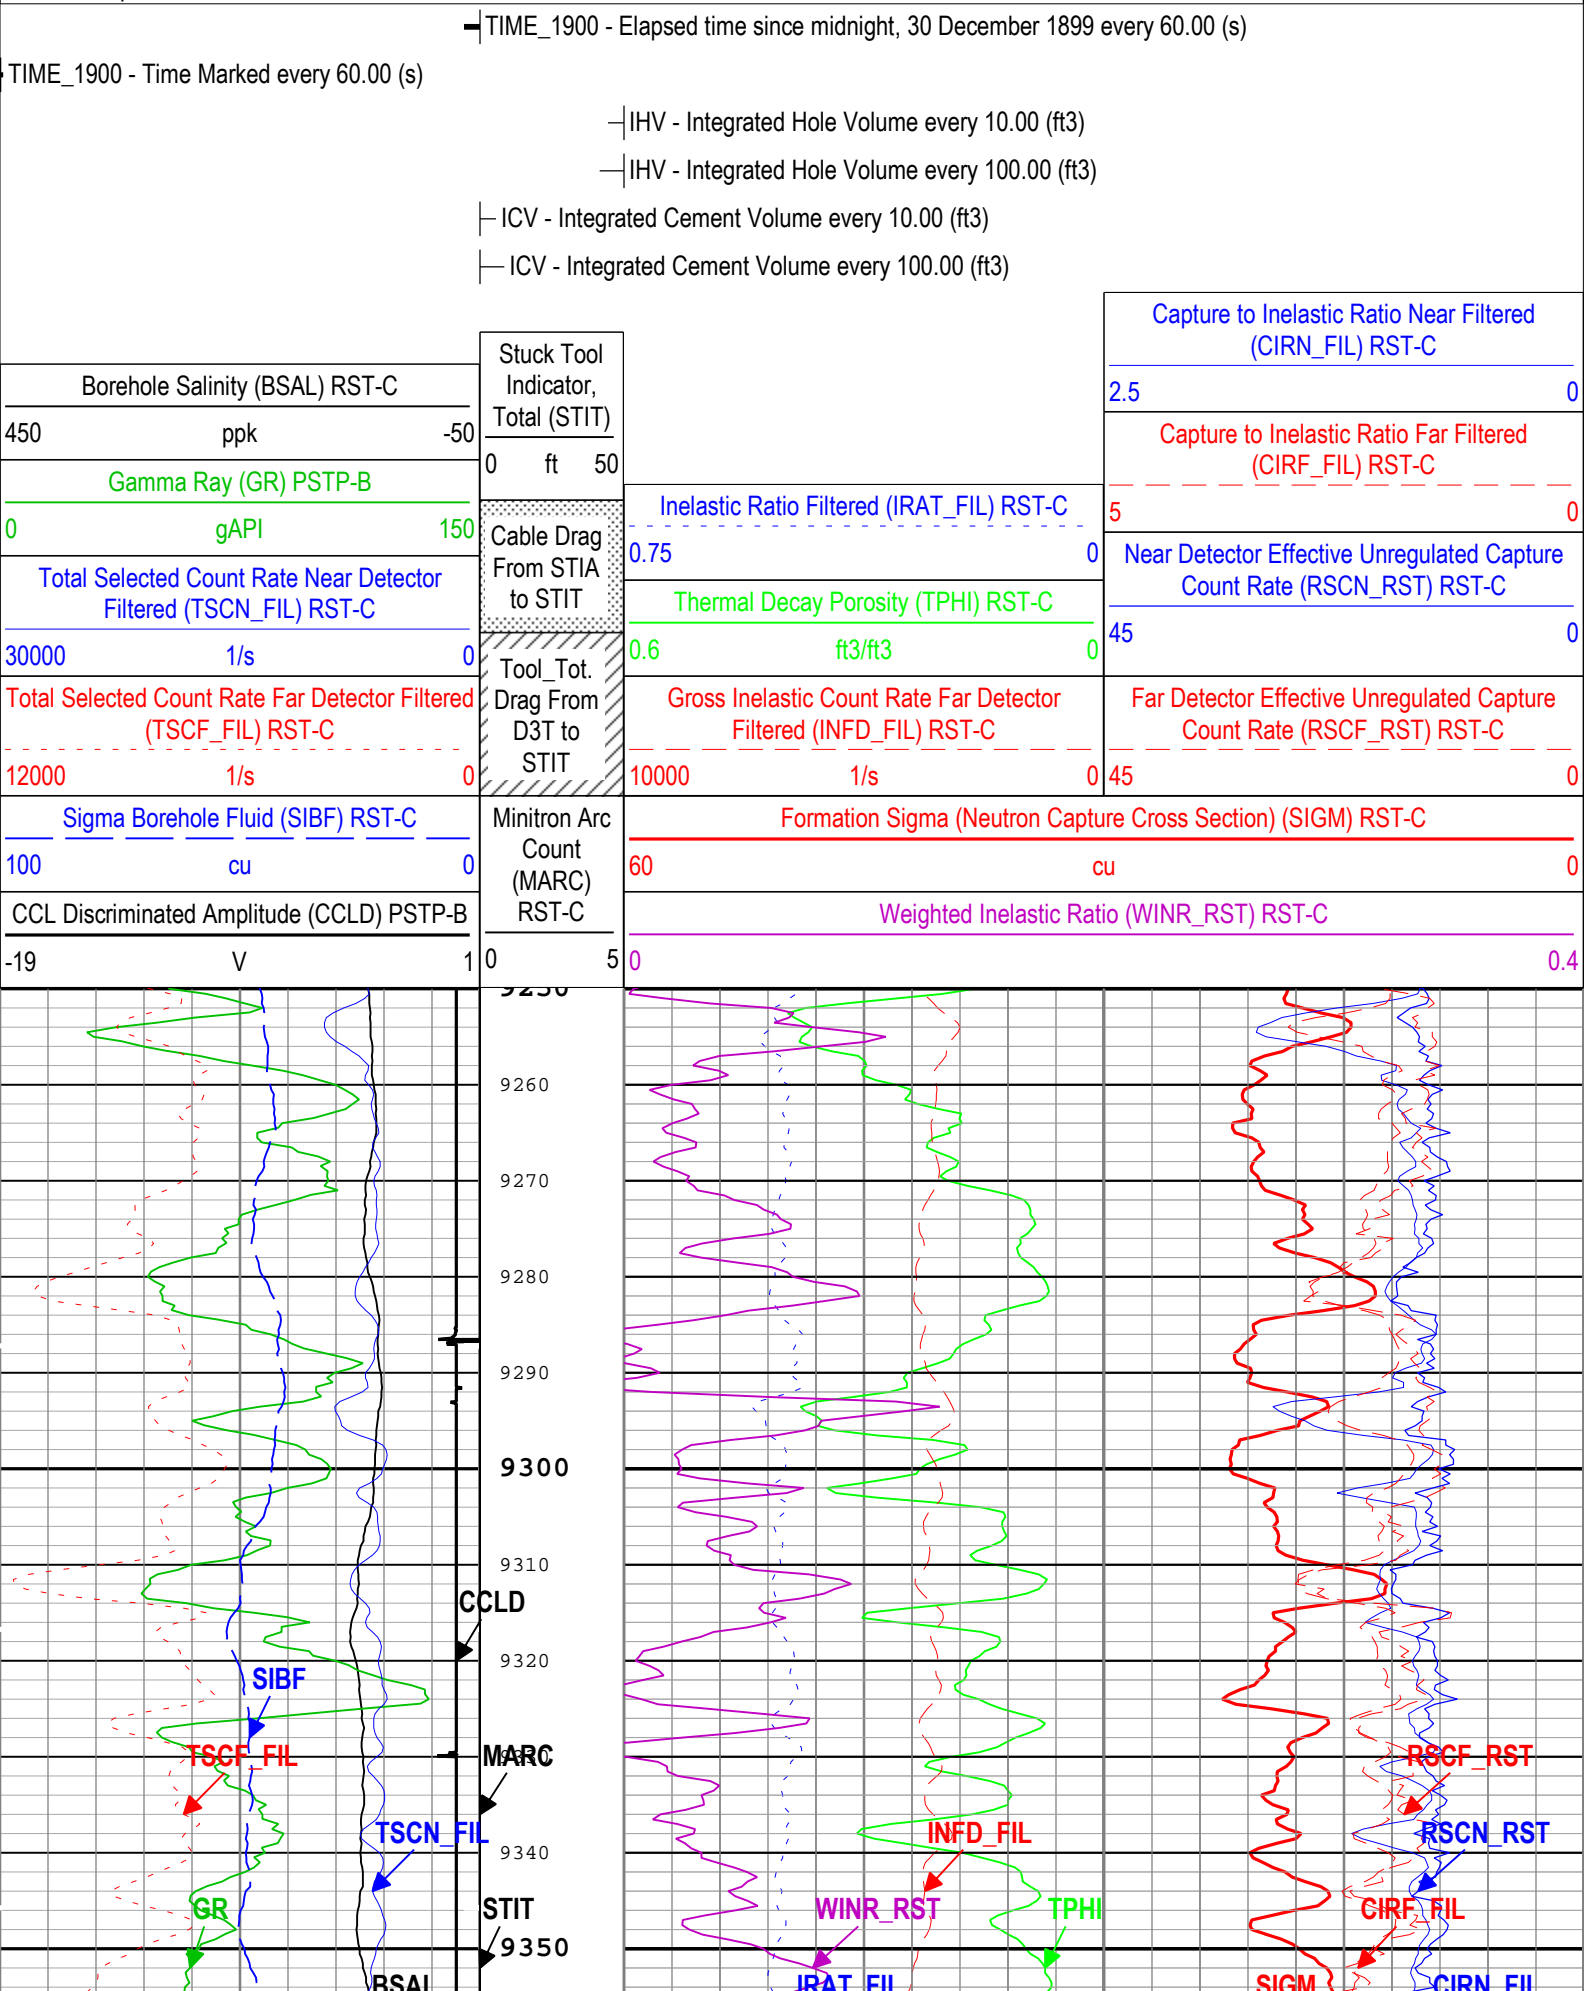 TIME_1900 - Elapsed time since midnight, 30 December 1899 every 60.00 (s)
TIME_1900 - Time Marked every 60.00 (s)
IHV - Integrated Hole Volume every 10.00 (ft3)
IHV - Integrated Hole Volume every 100.00 (ft3)
ICV - Integrated Cement Volume every 10.00 (ft3)
ICV - Integrated Cement Volume every 100.00 (ft3)
Borehole Salinity (BSAL) RST-C
450 ppk -50
Gamma Ray (GR) PSTP-B
0 gAPI 150
Total Selected Count Rate Near Detector
Filtered (TSCN_FIL) RST-C
30000 1/s 0
Total Selected Count Rate Far Detector Filtered
(TSCF_FIL) RST-C
12000 1/s 0
Sigma Borehole Fluid (SIBF) RST-C
100 cu 0
CCL Discriminated Amplitude (CCLD) PSTP-B
-19 V 1
Stuck Tool
Indicator,
Total (STIT)
0 ft 50
Cable Drag
From STIA
to STIT
Tool_Tot.
Drag From
D3T to
STIT
Minitron Arc
Count
(MARC)
RST-C
0 5
Inelastic Ratio Filtered (IRAT_FIL) RST-C
0.75 0
Thermal Decay Porosity (TPHI) RST-C
0.6 ft3/ft3 0
Gross Inelastic Count Rate Far Detector
Filtered (INFD_FIL) RST-C
10000 1/s 0
Capture to Inelastic Ratio Near Filtered
(CIRN_FIL) RST-C
2.5 0
Capture to Inelastic Ratio Far Filtered
(CIRF_FIL) RST-C
5 0
Near Detector Effective Unregulated Capture
Count Rate (RSCN_RST) RST-C
45 0
Far Detector Effective Unregulated Capture
Count Rate (RSCF_RST) RST-C
45 0
Formation Sigma (Neutron Capture Cross Section) (SIGM) RST-C
60 cu 0
Weighted Inelastic Ratio (WINR_RST) RST-C
0 0.4
9250
9260
9270
9280
9290
9300
9310
CCLD
9320
SIBF
TSCF_FIL MARC 9330 RSCF_RST
TSCN_FIL INFD_FIL RSCN_RST
9340
GR STIT WINR_RST TPHI CIRF_FIL
9350
BSAL IRAT_FIL SIGM CIRN_FIL